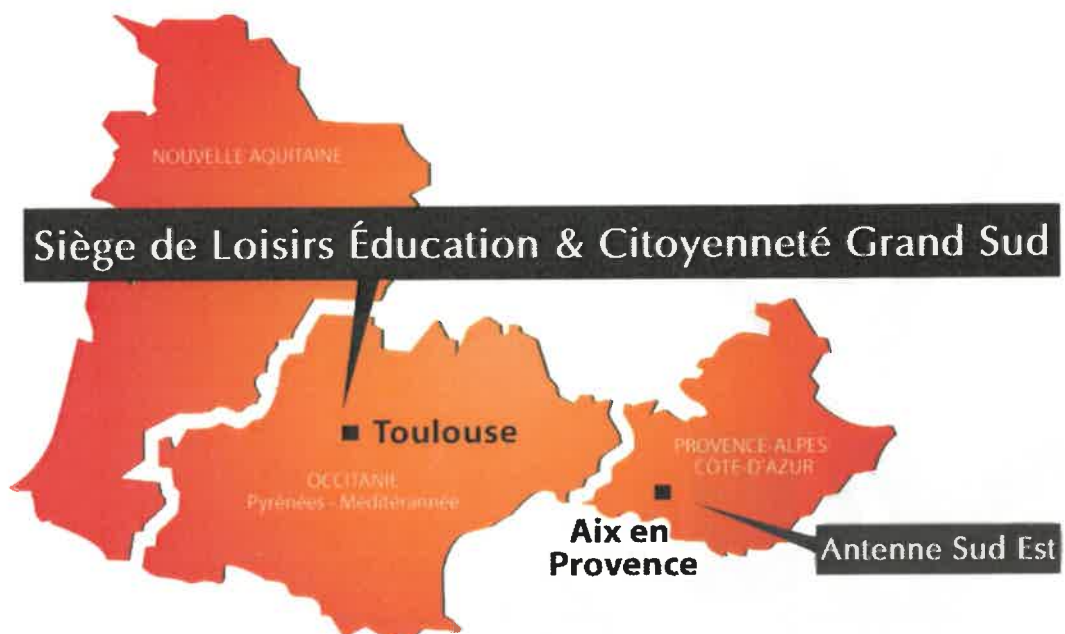 NOUVELLE AQUITAINE
Siège de Loisirs Éducation & Citoyenneté Grand Sud
Toulouse
OCCITANIE
Pyrénées - Méditérannée
PROVENCE-ALPES
CÔTE-D'AZUR
Aix en
Provence
Antenne Sud Est